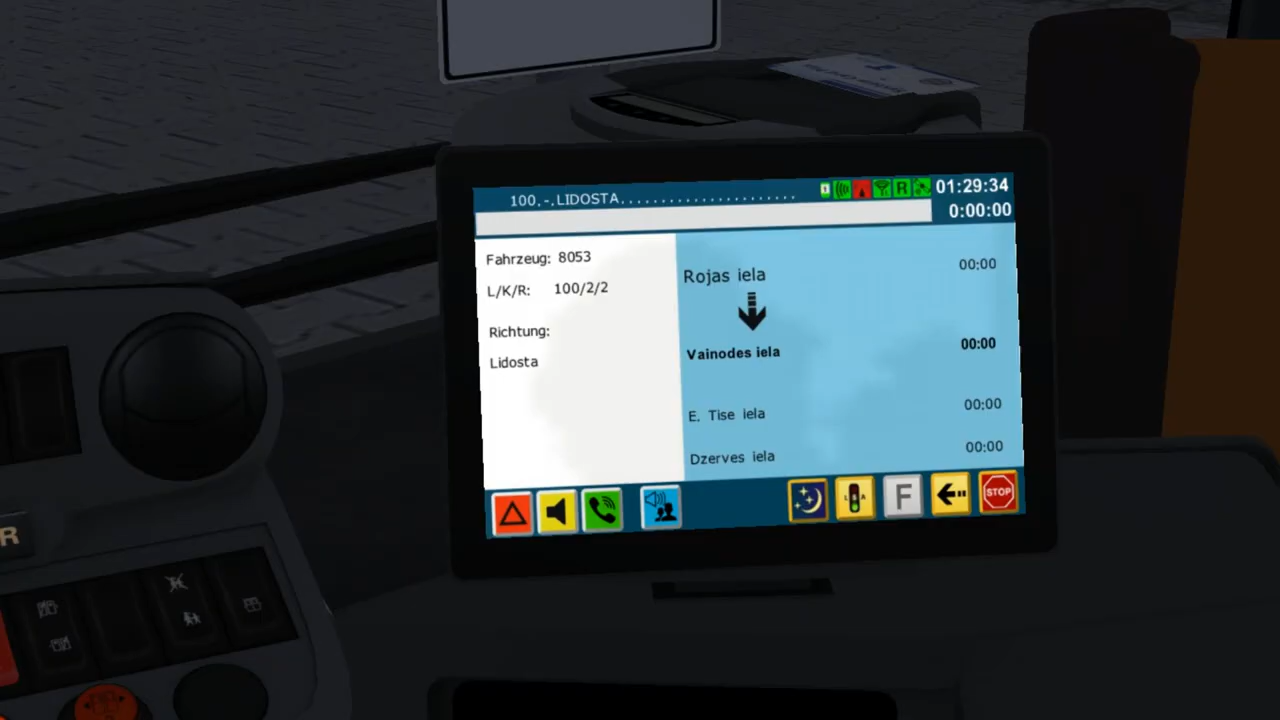 100,-,LIDOSTA......................
R
01:29:34
0:00:00
Fahrzeug: 8053
L/K/R: 100/2/2
Richtung:
Lidosta
Rojas iela 00:00
Vainodes iela 00:00
E. Tise iela 00:00
Dzerves iela 00:00
F
STOP
R